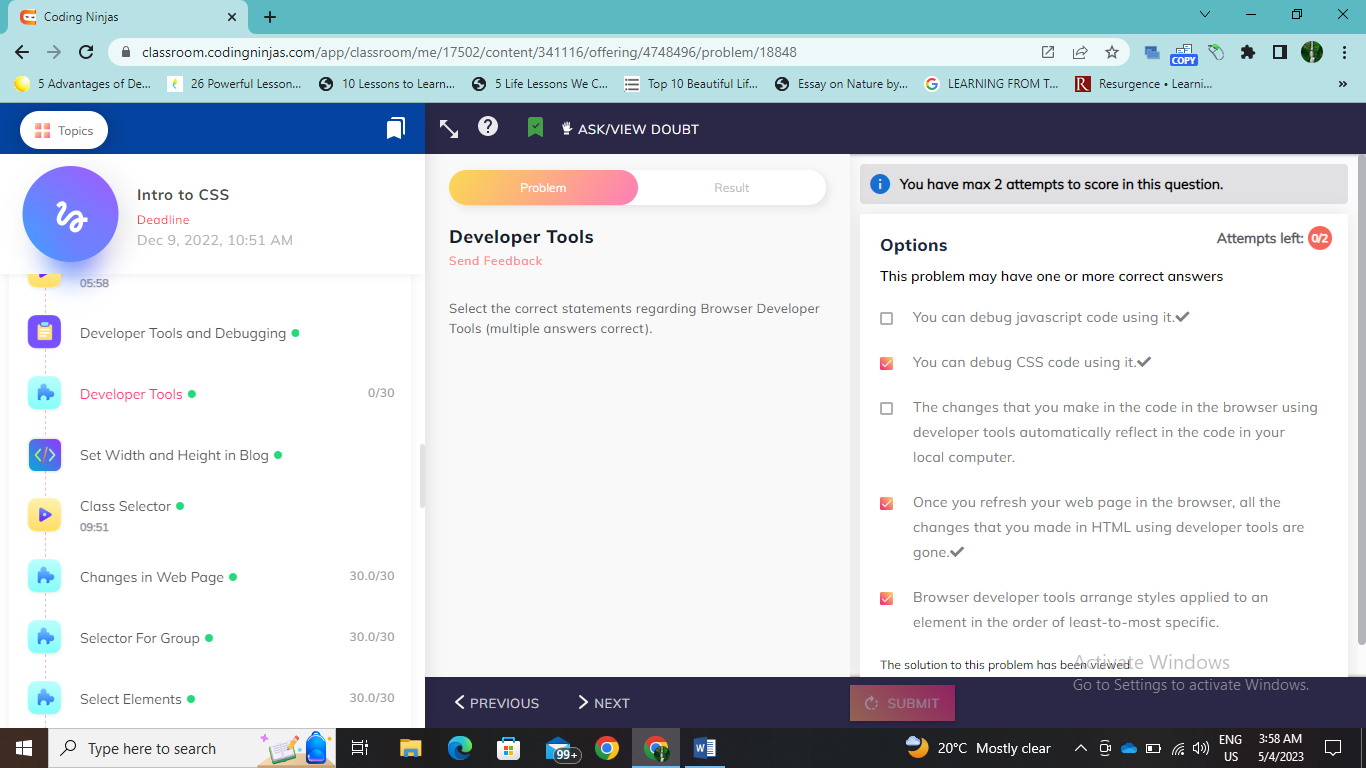 Coding Ninjas
classroom.codingninjas.com/app/classroom/me/17502/content/341116/offering/4748496/problem/18848
COPY
5 Advantages of De...
26 Powerful Lesson...
10 Lessons to Learn...
5 Life Lessons We C...
Top 10 Beautiful Lif...
Essay on Nature by...
LEARNING FROM T...
Resurgence • Learni...
Topics
ASK/VIEW DOUBT
Intro to CSS
Deadline
Dec 9, 2022, 10:51 AM
05:58
Developer Tools and Debugging
Developer Tools
0/30
Set Width and Height in Blog
Class Selector
09:51
Changes in Web Page
30.0/30
Selector For Group
30.0/30
Select Elements
30.0/30
Problem
Result
Developer Tools
Send Feedback
Select the correct statements regarding Browser Developer
Tools (multiple answers correct).
You have max 2 attempts to score in this question.
Options
Attempts left: 0/2
This problem may have one or more correct answers
You can debug javascript code using it.✔
You can debug CSS code using it.✔
The changes that you make in the code in the browser using
developer tools automatically reflect in the code in your
local computer.
Once you refresh your web page in the browser, all the
changes that you made in HTML using developer tools are
gone.✔
Browser developer tools arrange styles applied to an
element in the order of least-to-most specific.
The solution to this problem has been viewed
Activate Windows
Go to Settings to activate Windows.
PREVIOUS
NEXT
SUBMIT
Type here to search
99+
20°C Mostly clear
ENG
US
3:58 AM
5/4/2023